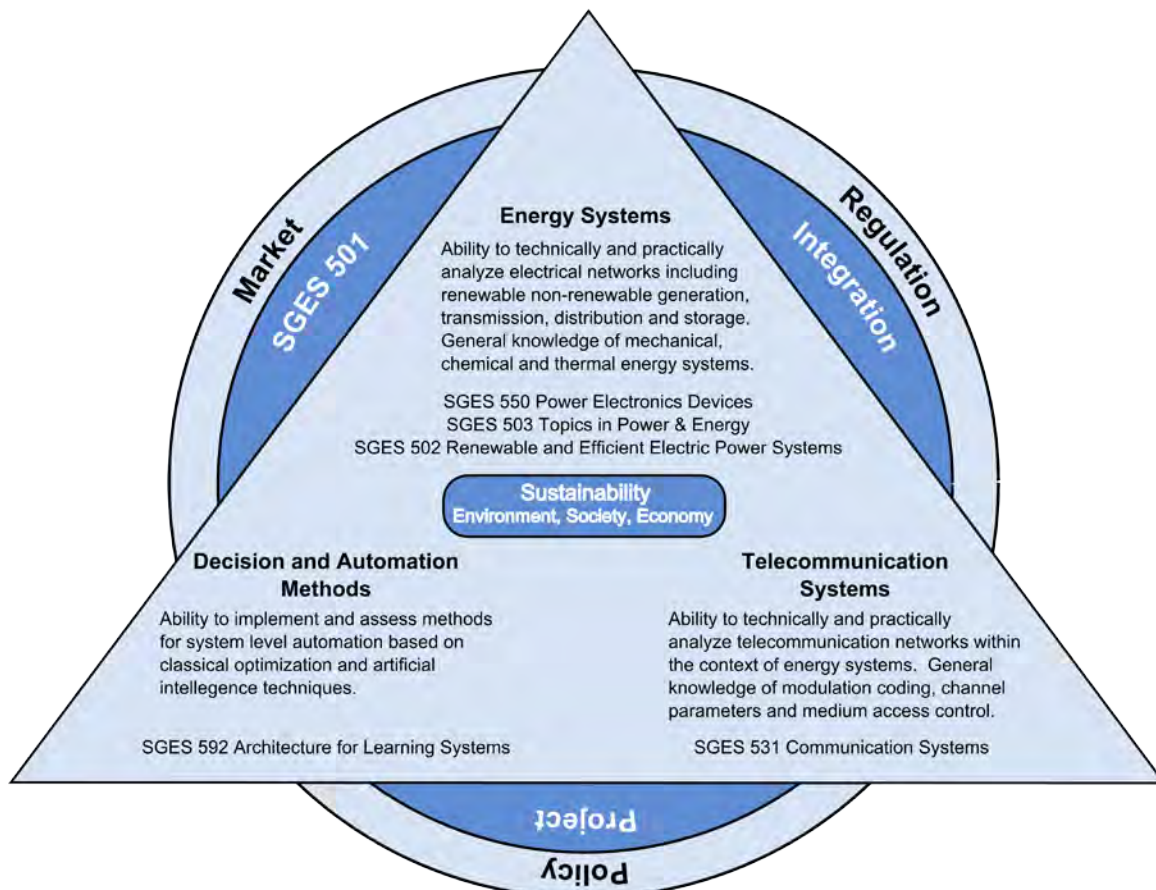 Market
SGES 501
Regulation
Integration
Energy Systems
Ability to technically and practically
analyze electrical networks including
renewable non-renewable generation,
transmission, distribution and storage.
General knowledge of mechanical,
chemical and thermal energy systems.
SGES 550 Power Electronics Devices
SGES 503 Topics in Power & Energy
SGES 502 Renewable and Efficient Electric Power Systems
Sustainability
Environment, Society, Economy
Decision and Automation
Methods
Ability to implement and assess methods
for system level automation based on
classical optimization and artificial
intellegence techniques.
SGES 592 Architecture for Learning Systems
Telecommunication
Systems
Ability to technically and practically
analyze telecommunication networks within
the context of energy systems.  General
knowledge of modulation coding, channel
parameters and medium access control.
SGES 531 Communication Systems
Project
Policy